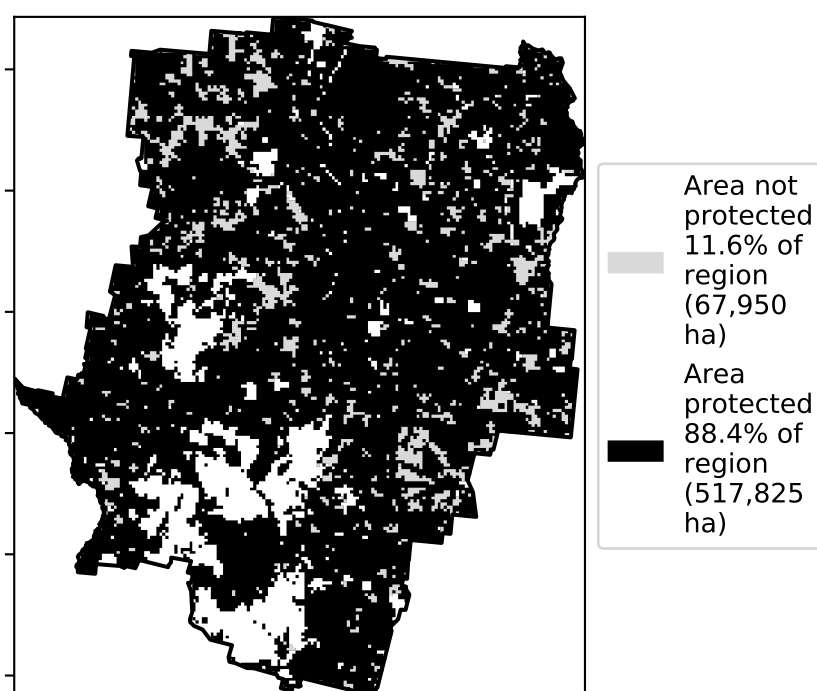 Area not
protected
11.6% of
region
(67,950
ha)
Area
protected
88.4% of
region
(517,825
ha)